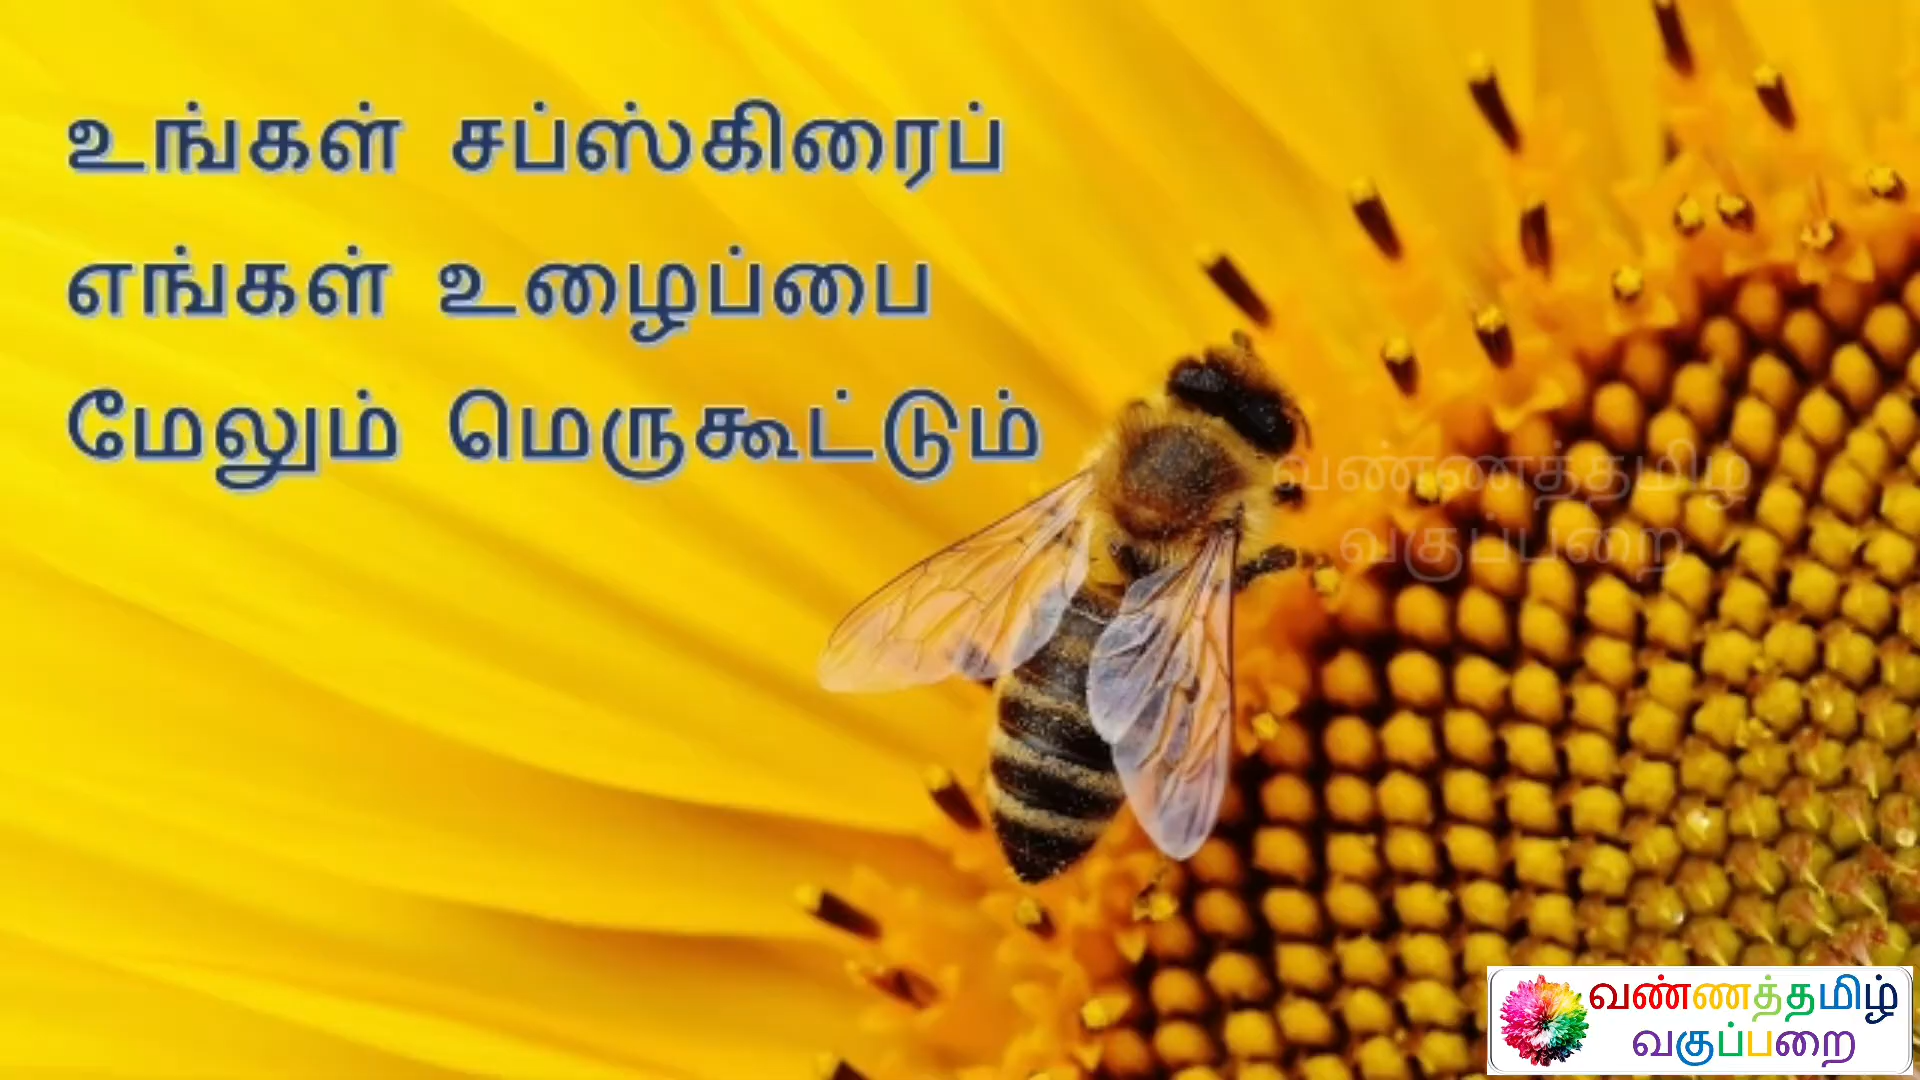 உங்கள் சப்ஸ்கிரைப்
எங்கள் உழைப்பை
மேலும் மெருகூட்டும்
வண்ணத்தமிழ்
வகுப்பறை
வண்ணத்தமிழ்
வகுப்பறை